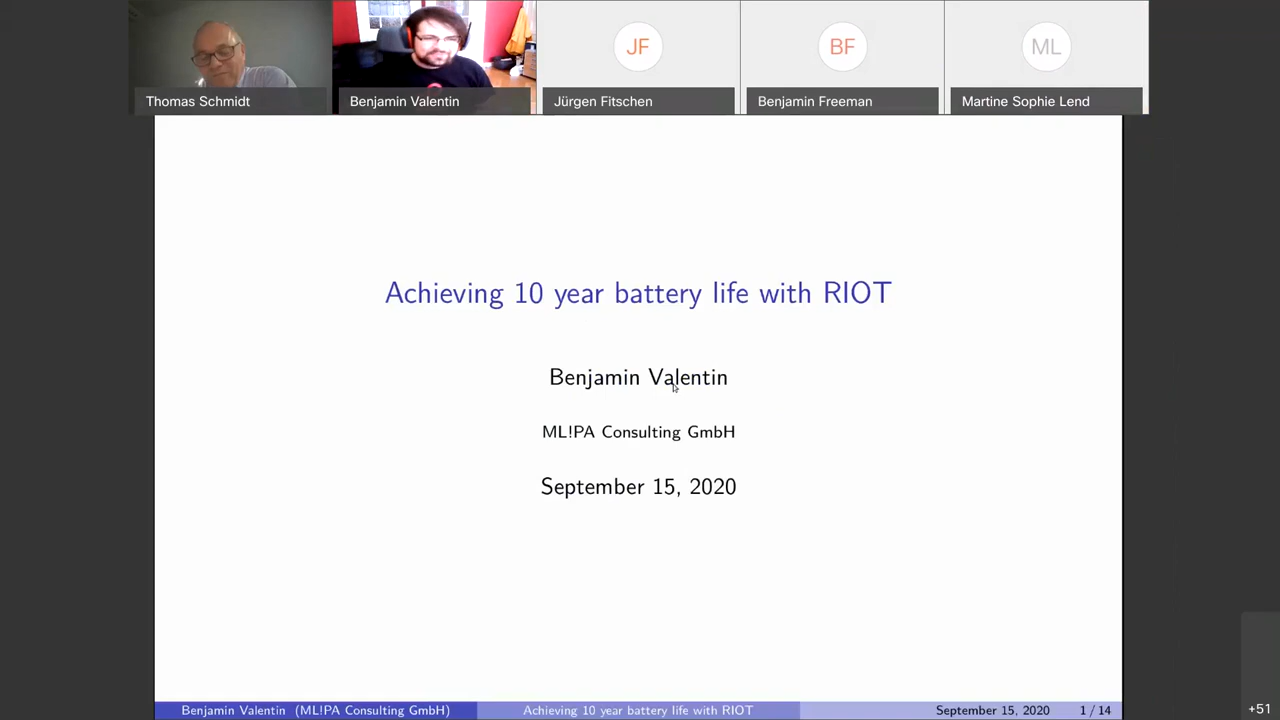 JF
BF
ML
Thomas Schmidt
Benjamin Valentin
Jürgen Fitschen
Benjamin Freeman
Martine Sophie Lend
Achieving 10 year battery life with RIOT
Benjamin Valentin
ML!PA Consulting GmbH
September 15, 2020
Benjamin Valentin (ML!PA Consulting GmbH)
Achieving 10 year battery life with RIOT
September 15, 2020
1 / 14
+51